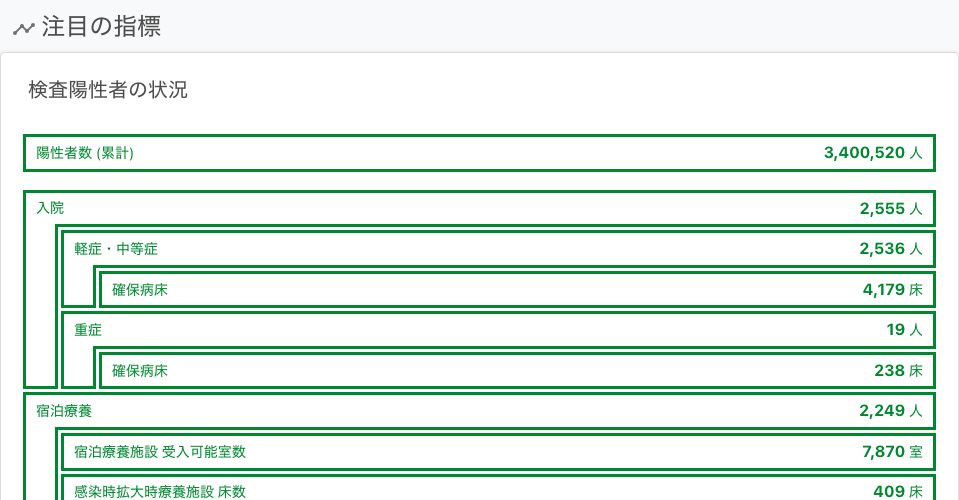 注目の指標
検査陽性者の状況
陽性者数 (累計) 3,400,520 人
入院 2,555 人
軽症・中等症 2,536 人
確保病床 4,179 床
重症 19 人
確保病床 238 床
宿泊療養 2,249 人
宿泊療養施設 受入可能室数 7,870 室
感染時拡大時療養施設 床数 409 床